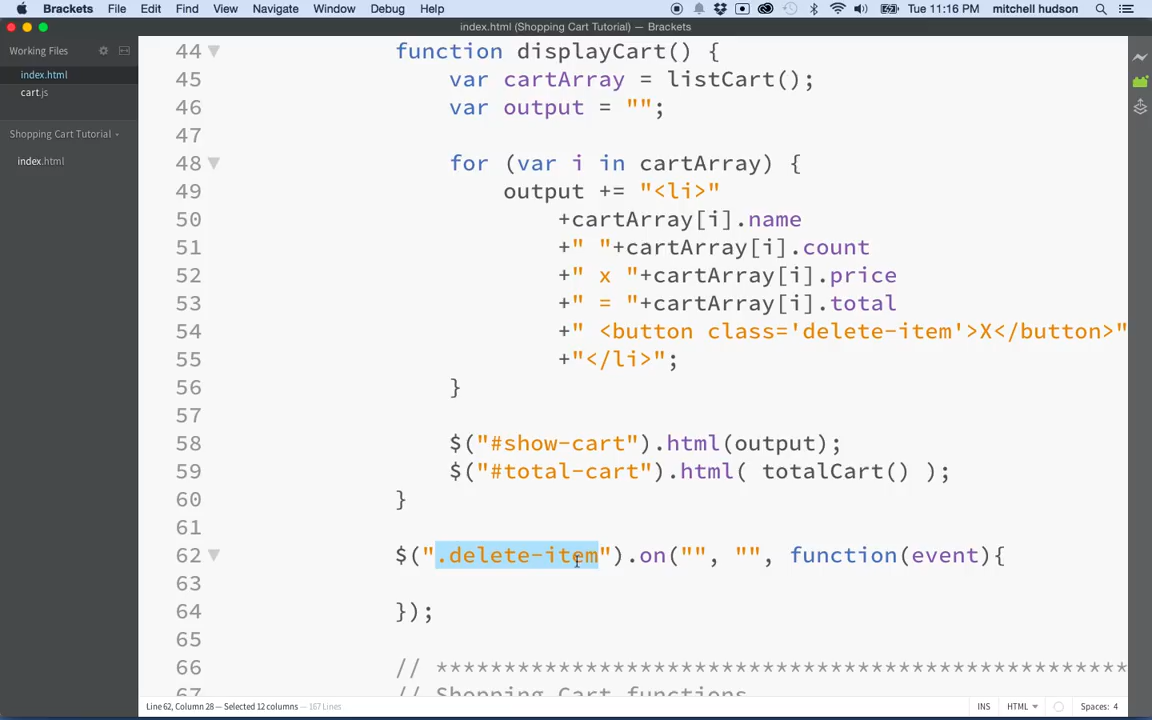 Brackets File Edit Find View Navigate Window Debug Help Tue 11:16 PM mitchell hudson
index.html (Shopping Cart Tutorial) — Brackets
Working Files
index.html
cart.js
Shopping Cart Tutorial
index.html
44 function displayCart() {
45 var cartArray = listCart();
46 var output = "";
47
48 for (var i in cartArray) {
49 output += "<li>"
50 +cartArray[i].name
51 +" "+cartArray[i].count
52 +" x "+cartArray[i].price
53 +" = "+cartArray[i].total
54 +" <button class='delete-item'>X</button>"
55 +"</li>";
56 }
57
58 $("#show-cart").html(output);
59 $("#total-cart").html( totalCart() );
60 }
61
62 $(".delete-item").on("", "", function(event){
63
64 });
65
66 // ***************************************************
67 // Shopping Cart functions
Line 62, Column 28 — Selected 12 columns — 167 Lines INS HTML Spaces: 4